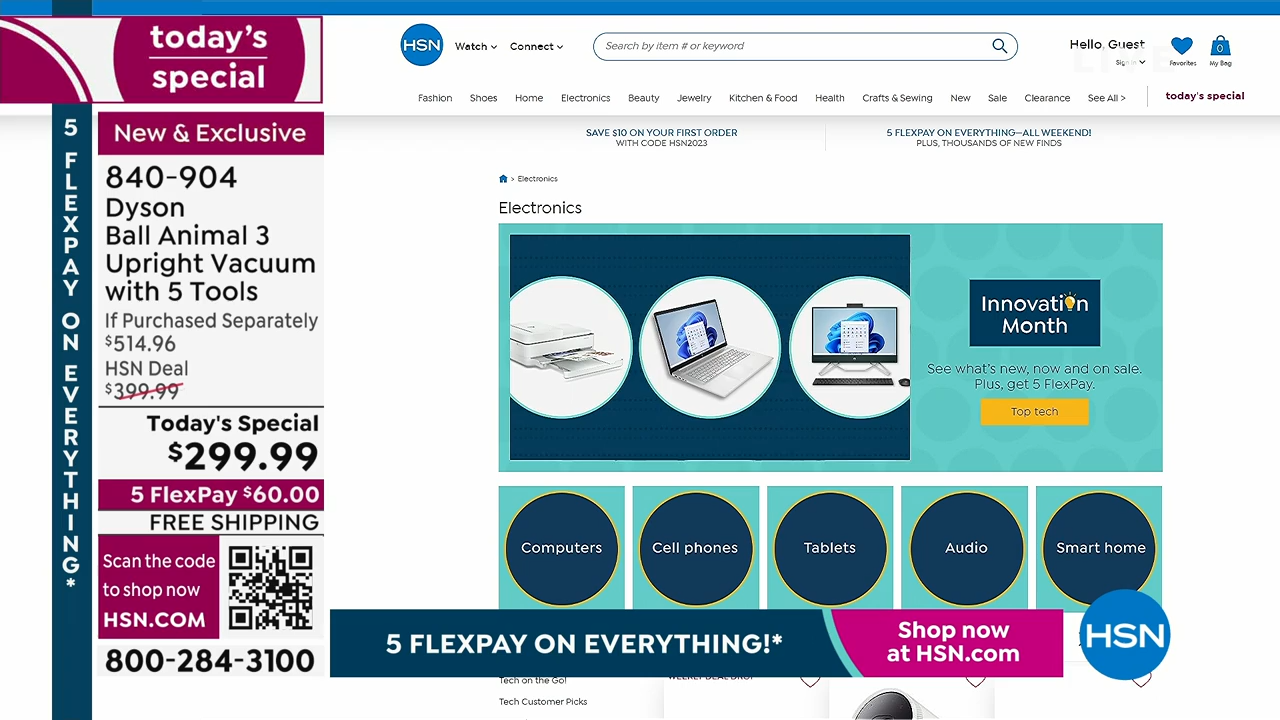 today's
special
5 FLEXPAY ON EVERYTHING*
New & Exclusive
840-904
Dyson
Ball Animal 3
Upright Vacuum
with 5 Tools
If Purchased Separately
$514.96
HSN Deal
$399.99
Today's Special
$299.99
5 FlexPay $60.00
FREE SHIPPING
Scan the code
to shop now
HSN.COM
800-284-3100
HSN
Watch
Connect
Search by item # or keyword
Hello, Guest
Sign in
Favorites
0
My Bag
Fashion Shoes Home Electronics Beauty Jewelry Kitchen & Food Health Crafts & Sewing New Sale Clearance See All > today's special
SAVE $10 ON YOUR FIRST ORDER
WITH CODE HSN2023
5 FLEXPAY ON EVERYTHING—ALL WEEKEND!
PLUS, THOUSANDS OF NEW FINDS
> Electronics
Electronics
Innovation
Month
See what's new, now and on sale.
Plus, get 5 FlexPay.
Top tech
Computers Cell phones Tablets Audio Smart home
5 FLEXPAY ON EVERYTHING!*
Shop now
at HSN.com
HSN
Tech on the Go!
Tech Customer Picks